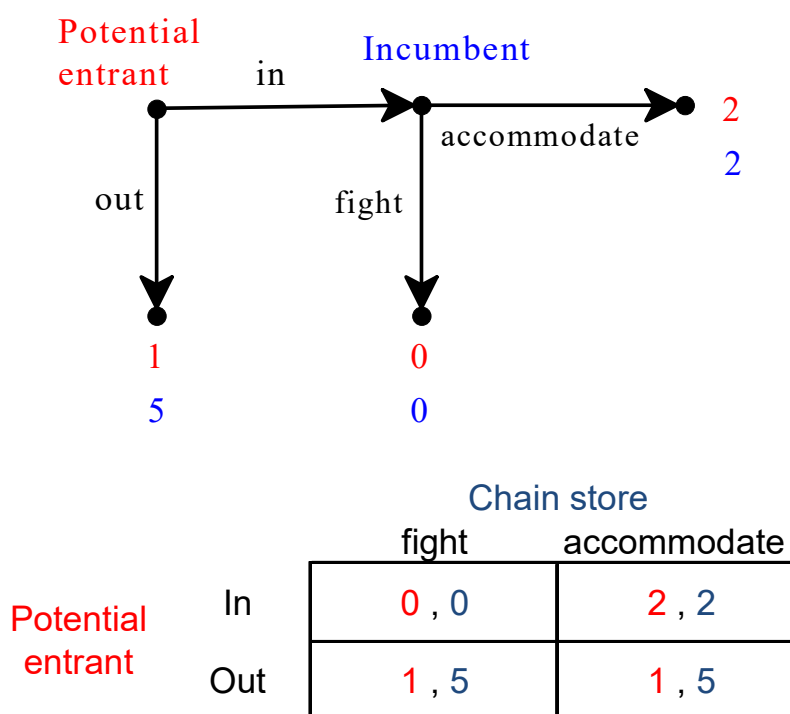 Potential
entrant
in
Incumbent
accommodate
2
2
out
fight
1
5
0
0
Chain store
fight accommodate
Potential
entrant
In 0 , 0 2 , 2
Out 1 , 5 1 , 5